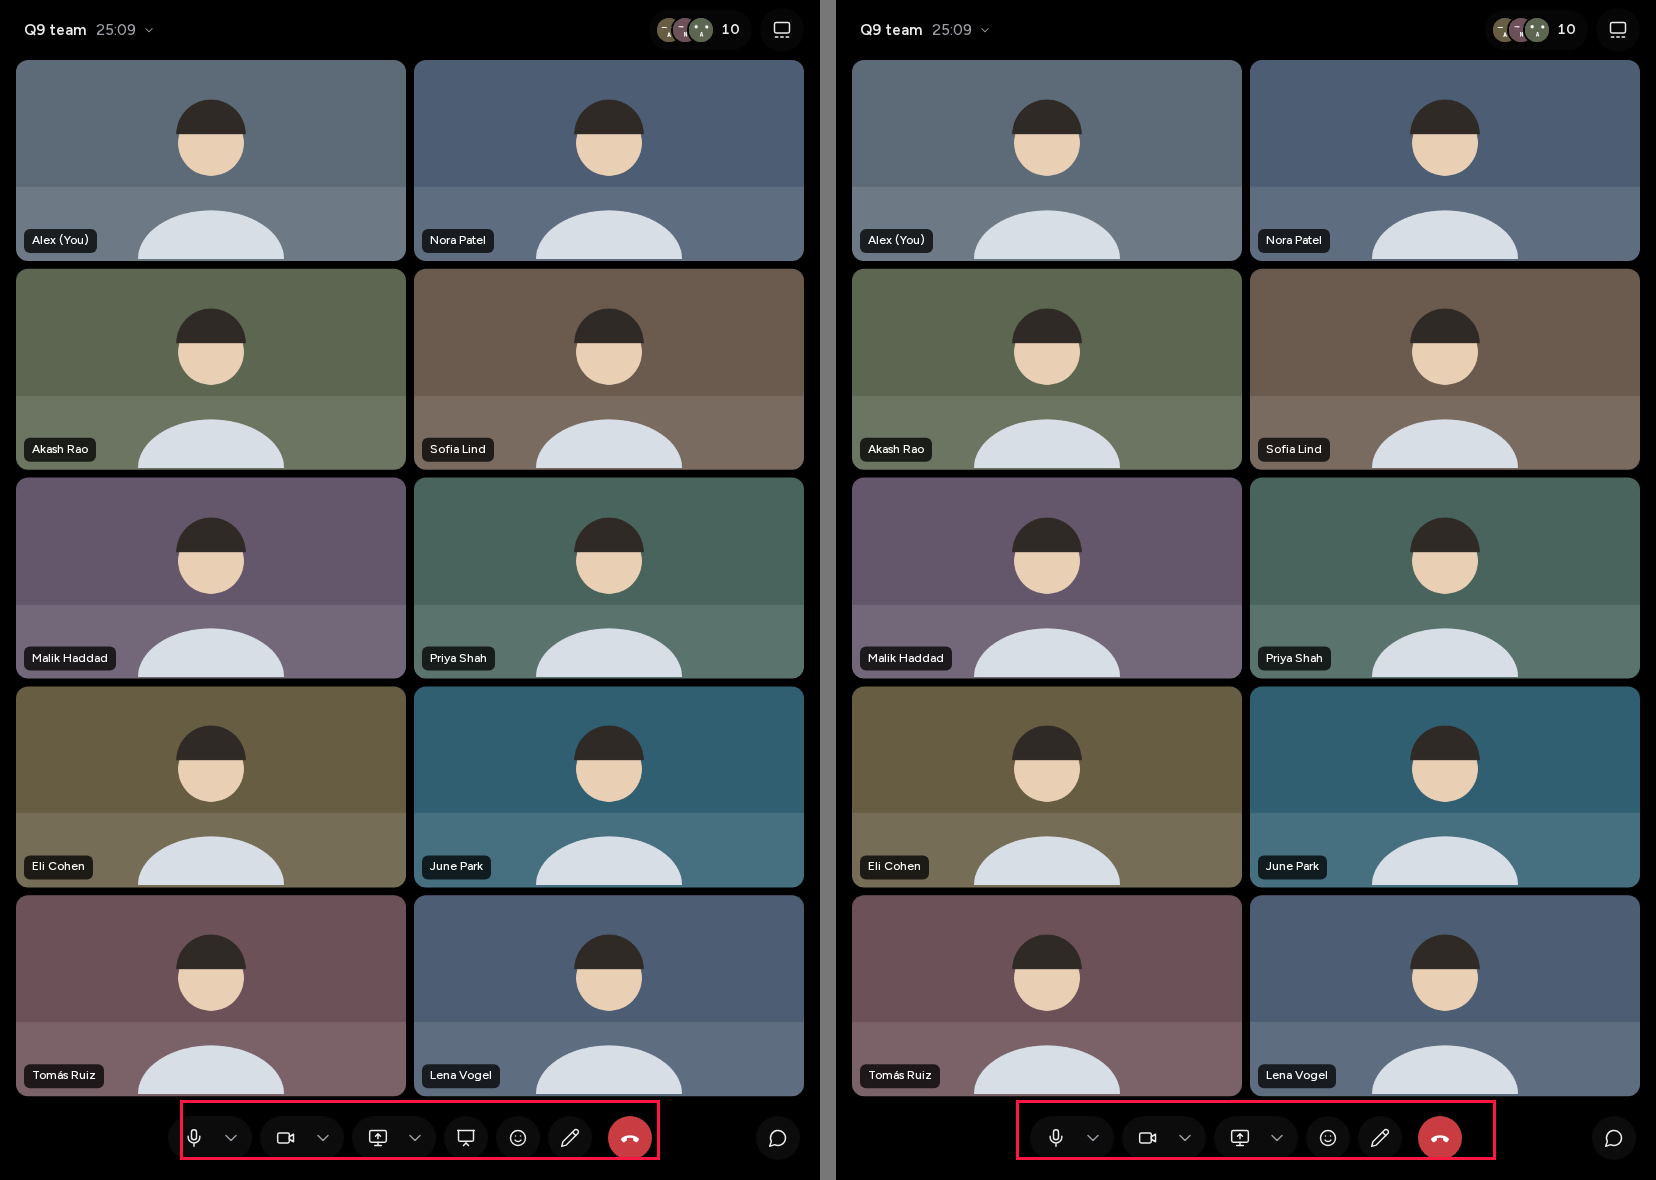 Q9 team 25:09
10
Alex (You)
Nora Patel
Akash Rao
Sofia Lind
Malik Haddad
Priya Shah
Eli Cohen
June Park
Tomás Ruiz
Lena Vogel
Q9 team 25:09
10
Alex (You)
Nora Patel
Akash Rao
Sofia Lind
Malik Haddad
Priya Shah
Eli Cohen
June Park
Tomás Ruiz
Lena Vogel